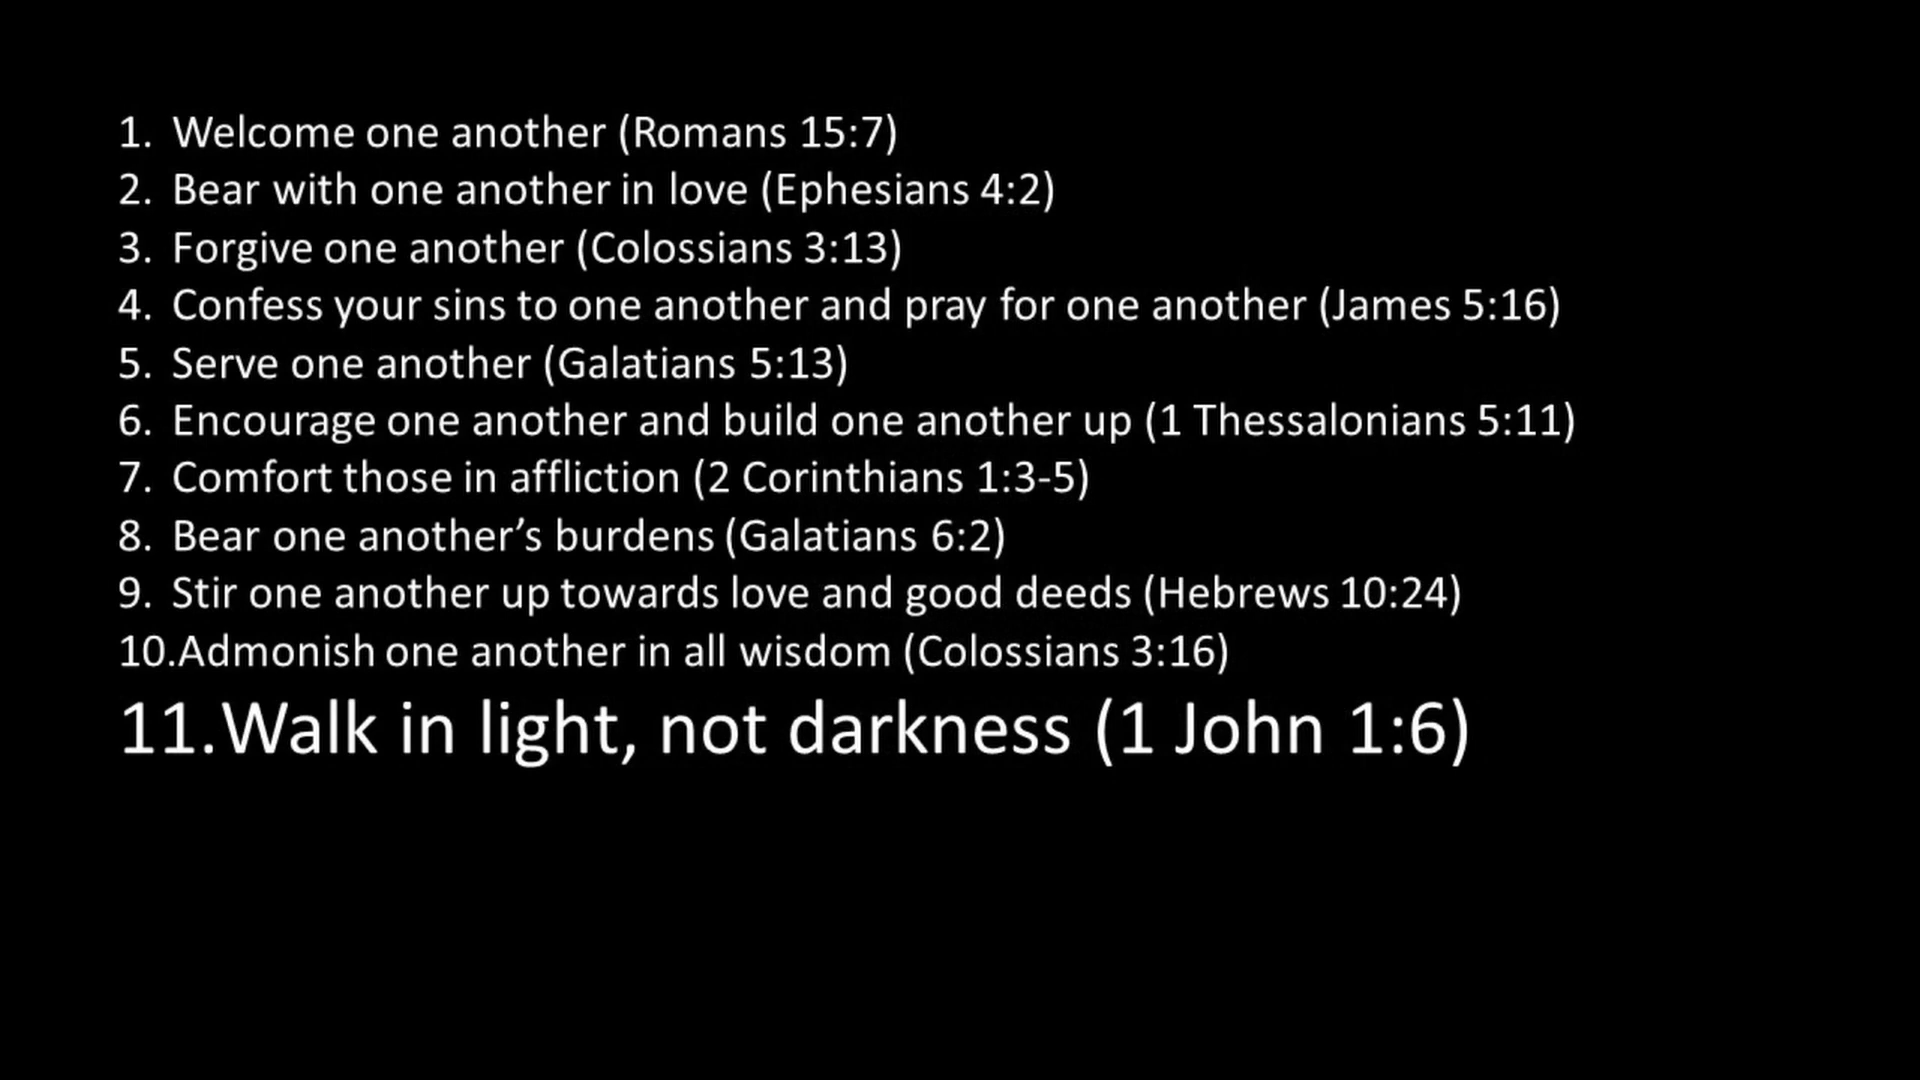 1. Welcome one another (Romans 15:7)
2. Bear with one another in love (Ephesians 4:2)
3. Forgive one another (Colossians 3:13)
4. Confess your sins to one another and pray for one another (James 5:16)
5. Serve one another (Galatians 5:13)
6. Encourage one another and build one another up (1 Thessalonians 5:11)
7. Comfort those in affliction (2 Corinthians 1:3-5)
8. Bear one another’s burdens (Galatians 6:2)
9. Stir one another up towards love and good deeds (Hebrews 10:24)
10.Admonish one another in all wisdom (Colossians 3:16)
11.Walk in light, not darkness (1 John 1:6)